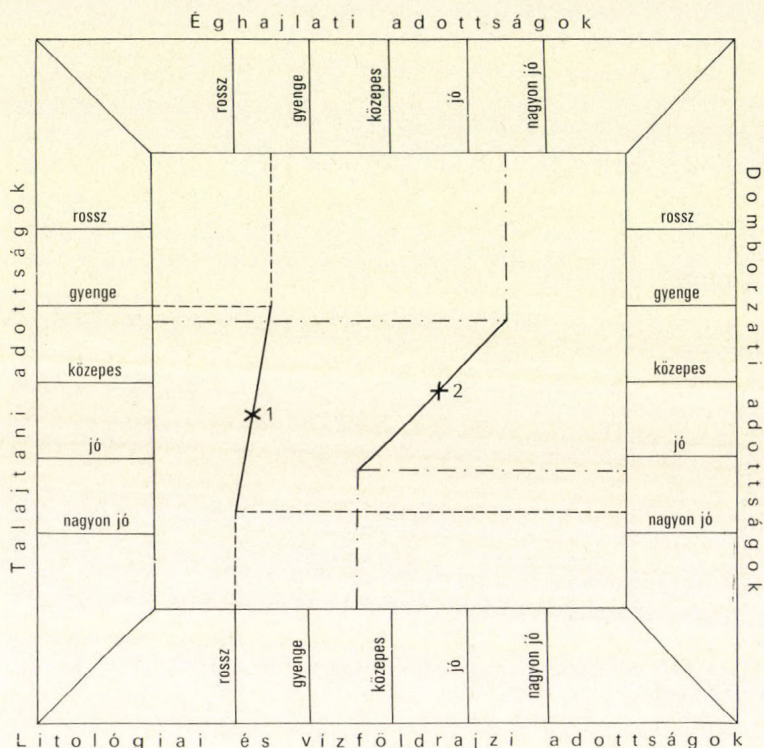 Éghajlati adottságok
rossz
gyenge
közepes
jó
nagyon jó
Talajtani adottságok
rossz
gyenge
közepes
jó
nagyon jó
Domborzati adottságok
rossz
gyenge
közepes
jó
nagyon jó
1
2
rossz
gyenge
közepes
jó
nagyon jó
Litológiai és vízföldrajzi adottságok